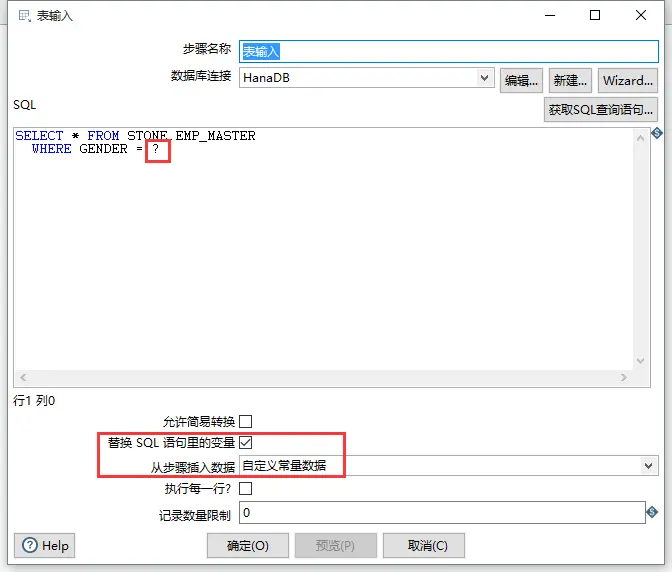 表输入
步骤名称 表输入
数据库连接 HanaDB 编辑... 新建... Wizard...
SQL 获取SQL查询语句...
SELECT * FROM STONE.EMP_MASTER
WHERE GENDER = ?
行1 列0
允许简易转换
替换 SQL 语句里的变量
从步骤插入数据 自定义常量数据
执行每一行?
记录数量限制 0
Help 确定(O) 预览(P) 取消(C)